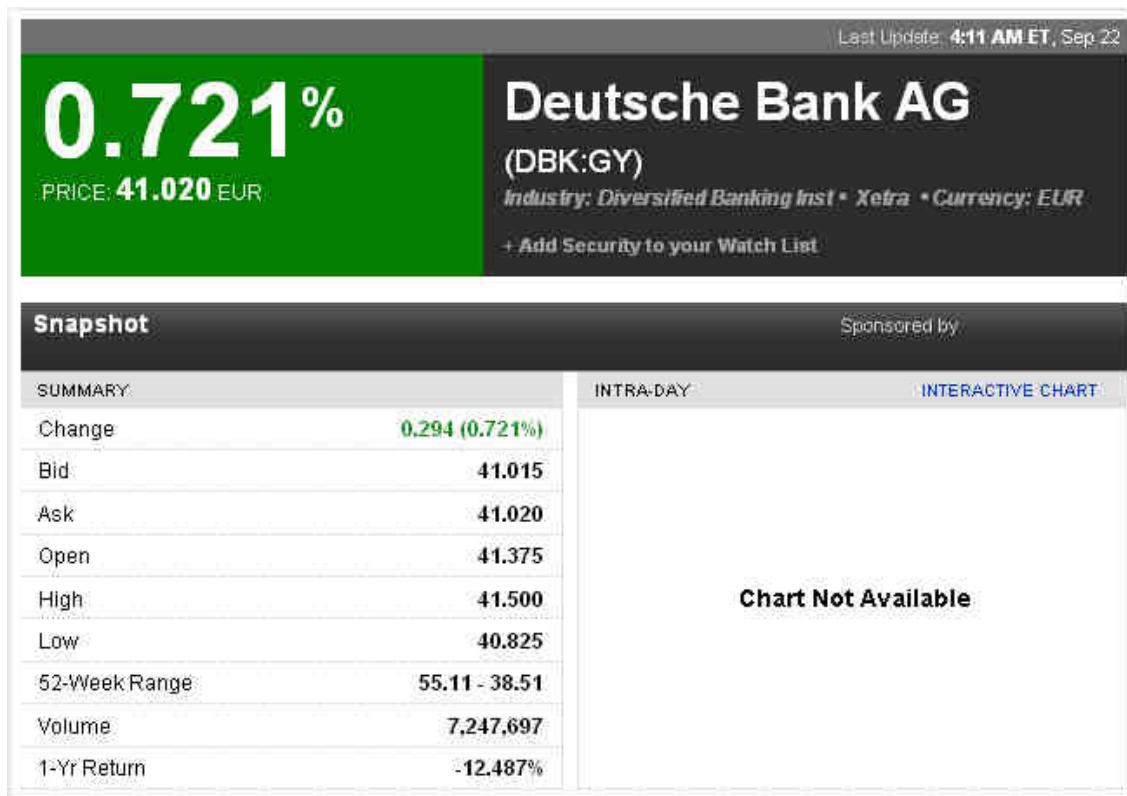 Last Update: 4:11 AM ET, Sep 22
0.721%
PRICE: 41.020 EUR
Deutsche Bank AG
(DBK:GY)
Industry: Diversified Banking Inst • Xetra • Currency: EUR
+ Add Security to your Watch List
Snapshot
Sponsored by
SUMMARY
Change 0.294 (0.721%)
Bid 41.015
Ask 41.020
Open 41.375
High 41.500
Low 40.825
52-Week Range 55.11 - 38.51
Volume 7,247,697
1-Yr Return -12.487%
INTRA-DAY INTERACTIVE CHART
Chart Not Available